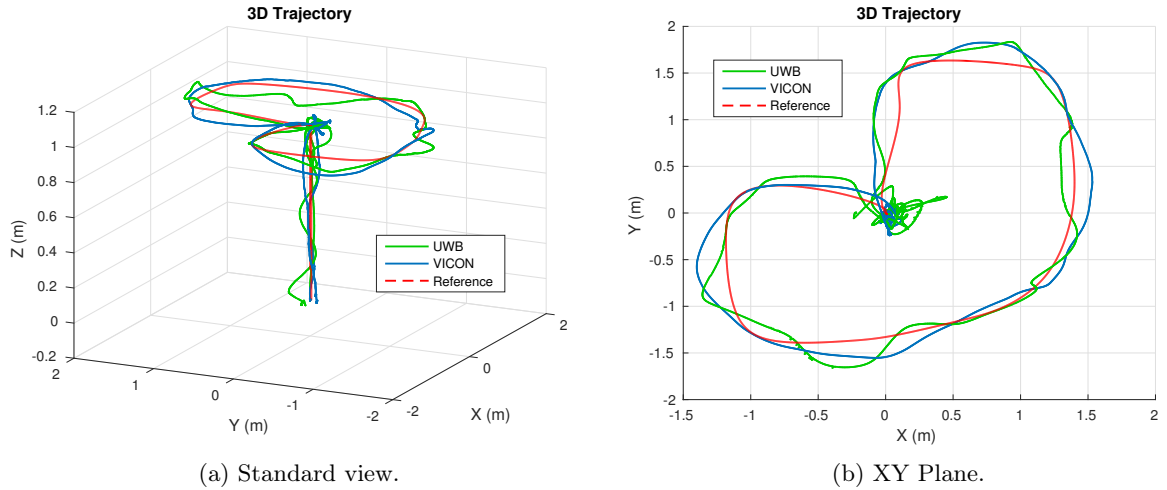 3D Trajectory
1.2
1
0.8
0.6
0.4
0.2
0
-0.2
Z (m)
2
1
0
-1
-2
Y (m)
-2
0
2
X (m)
UWB
VICON
Reference
(a) Standard view.
3D Trajectory
2
1.5
1
0.5
0
-0.5
-1
-1.5
-2
Y (m)
UWB
VICON
Reference
-1.5 -1 -0.5 0 0.5 1 1.5 2
X (m)
(b) XY Plane.